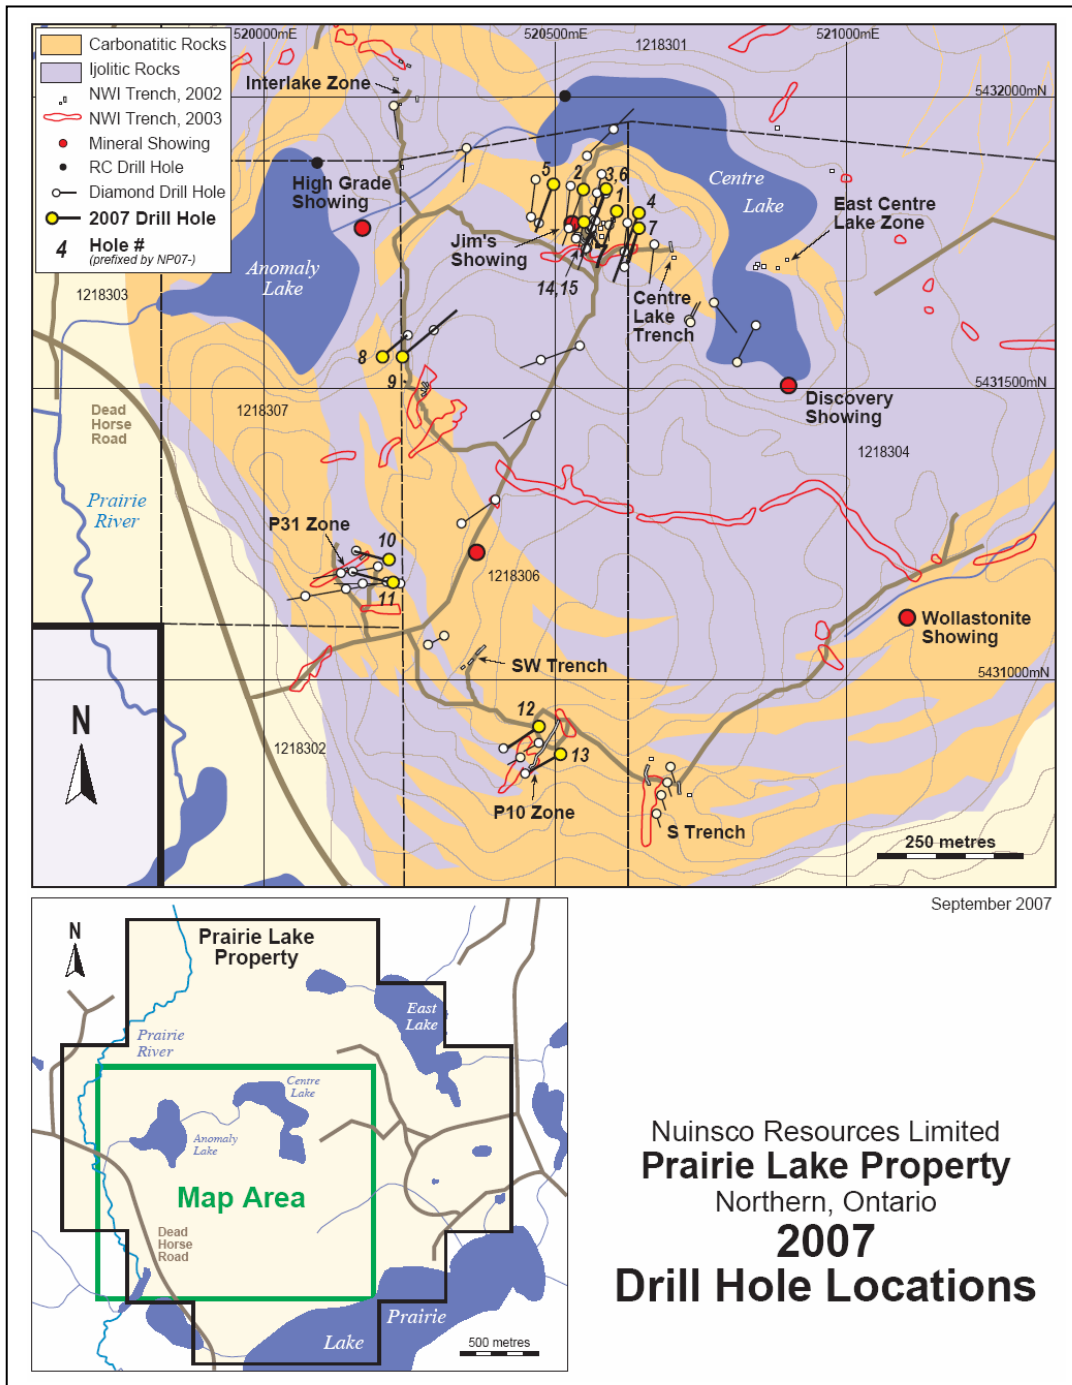 Carbonatitic Rocks
Ijolitic Rocks
NWI Trench, 2002
NWI Trench, 2003
Mineral Showing
RC Drill Hole
Diamond Drill Hole
2007 Drill Hole
4
Hole #
(prefixed by NP07-)
520000mE
520500mE
521000mE
1218301
5432000mN
Interlake Zone
High Grade
Showing
5
2
3,6
1
4
7
Centre
Lake
East Centre
Lake Zone
Jim's
Showing
14,15
Centre
Lake
Trench
Anomaly
Lake
1218303
8
9
5431500mN
Discovery
Showing
Dead
Horse
Road
1218307
1218304
Prairie
River
P31 Zone
10
11
1218306
Wollastonite
Showing
SW Trench
5431000mN
N
1218302
12
13
P10 Zone
S Trench
250 metres
September 2007
N
Prairie Lake
Property
East
Lake
Prairie
River
Centre
Lake
Anomaly
Lake
Map Area
Dead
Horse
Road
Prairie
Lake
500 metres
Nuinsco Resources Limited
Prairie Lake Property
Northern, Ontario
2007
Drill Hole Locations